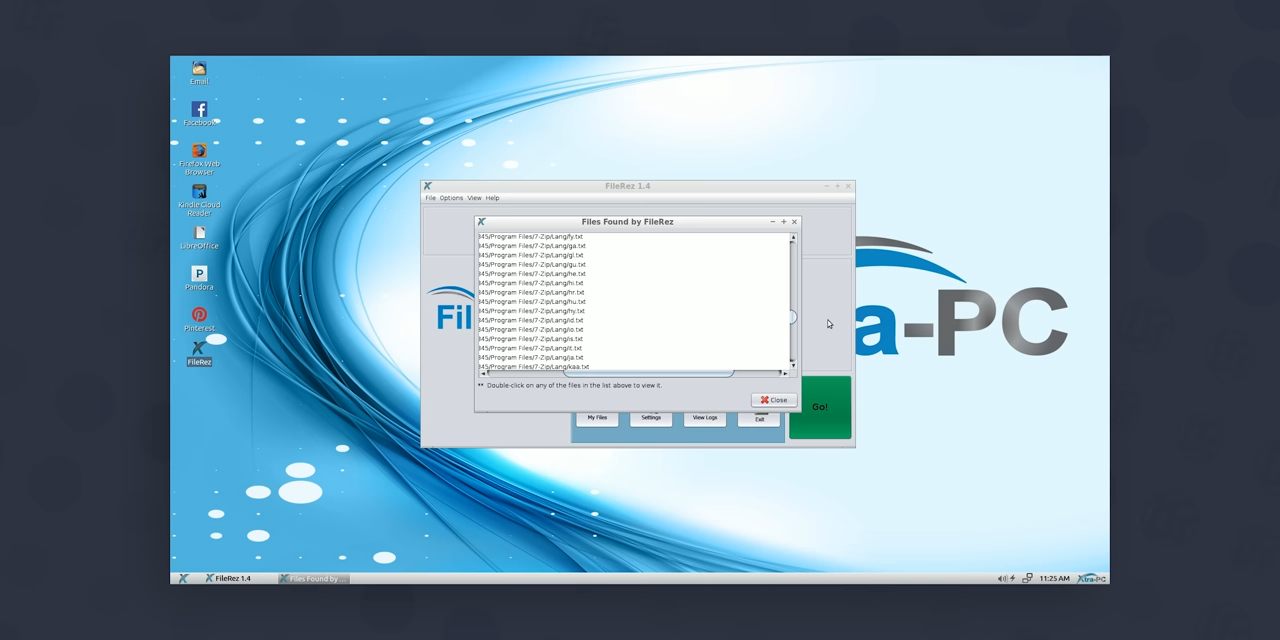 Email
Facebook
Firefox Web
Browser
Kindle Cloud
Reader
LibreOffice
P
Pandora
Pinterest
FileRez
FileRez 1.4
File Options View Help
Files Found by FileRez
345/Program Files/7-Zip/Lang/fy.txt
345/Program Files/7-Zip/Lang/ga.txt
345/Program Files/7-Zip/Lang/gl.txt
345/Program Files/7-Zip/Lang/gu.txt
345/Program Files/7-Zip/Lang/he.txt
345/Program Files/7-Zip/Lang/hi.txt
345/Program Files/7-Zip/Lang/hr.txt
345/Program Files/7-Zip/Lang/hu.txt
345/Program Files/7-Zip/Lang/hy.txt
345/Program Files/7-Zip/Lang/id.txt
345/Program Files/7-Zip/Lang/io.txt
345/Program Files/7-Zip/Lang/is.txt
345/Program Files/7-Zip/Lang/it.txt
345/Program Files/7-Zip/Lang/ja.txt
345/Program Files/7-Zip/Lang/kaa.txt
** Double-click on any of the files in the list above to view it.
Close
Fil
a-PC
My Files
Settings
View Logs
Exit
Go!
FileRez 1.4
Files Found by ...
11:25 AM
Xtra-PC